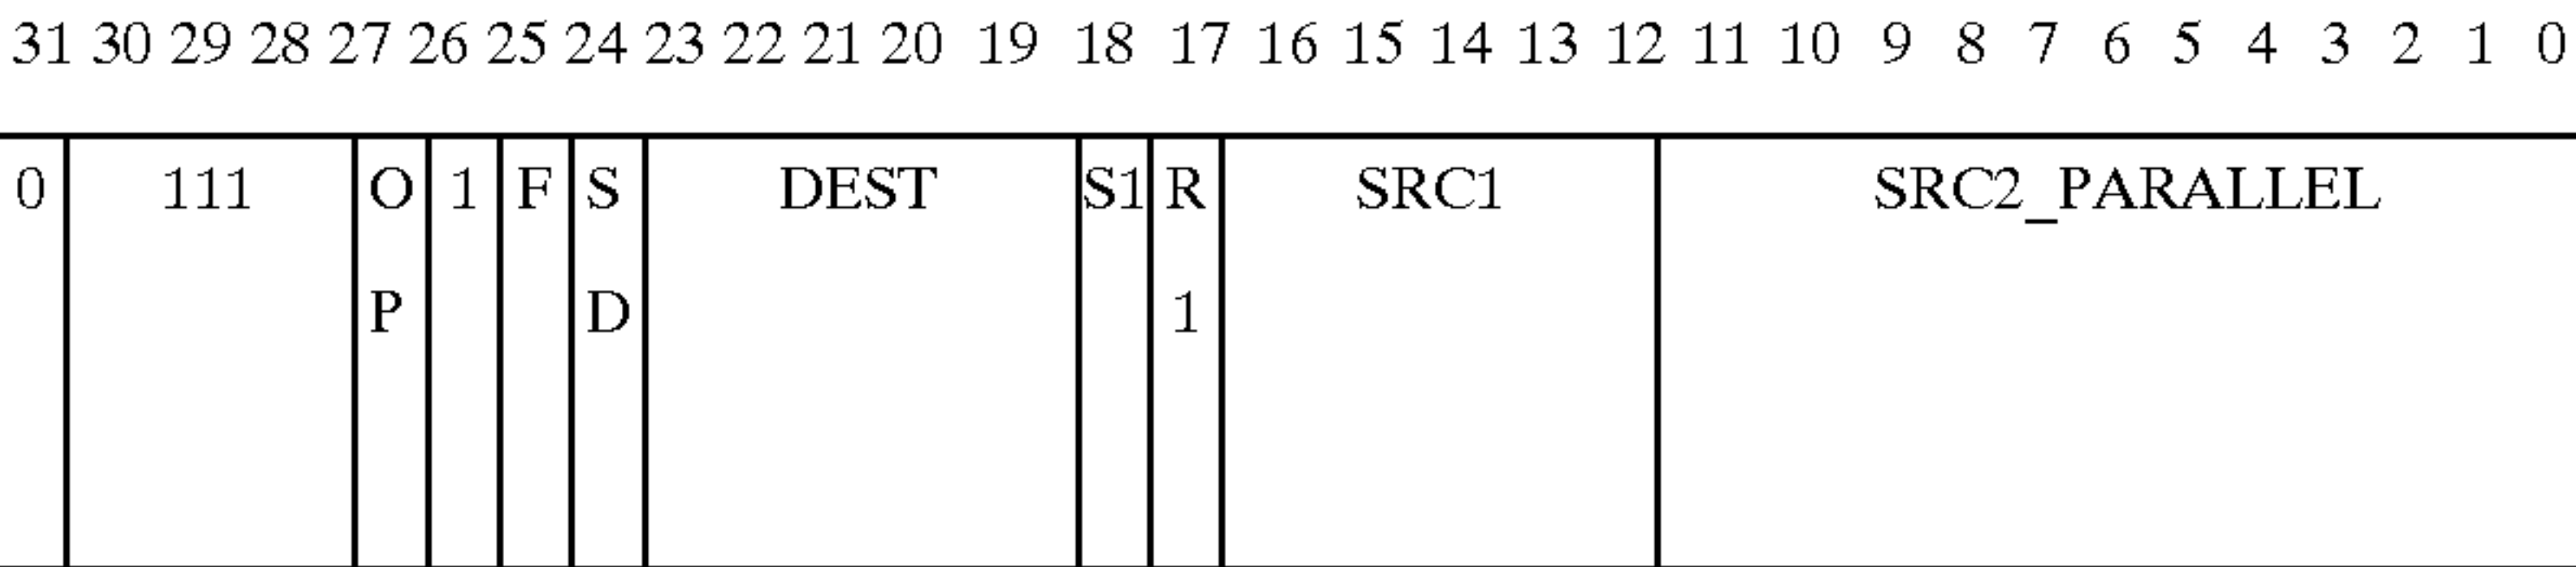 31 30 29 28 27 26 25 24 23 22 21 20 19 18 17 16 15 14 13 12 11 10 9 8 7 6 5 4 3 2 1 0
0 111 O 1 F S DEST S1 R SRC1 SRC2_PARALLEL
P D 1